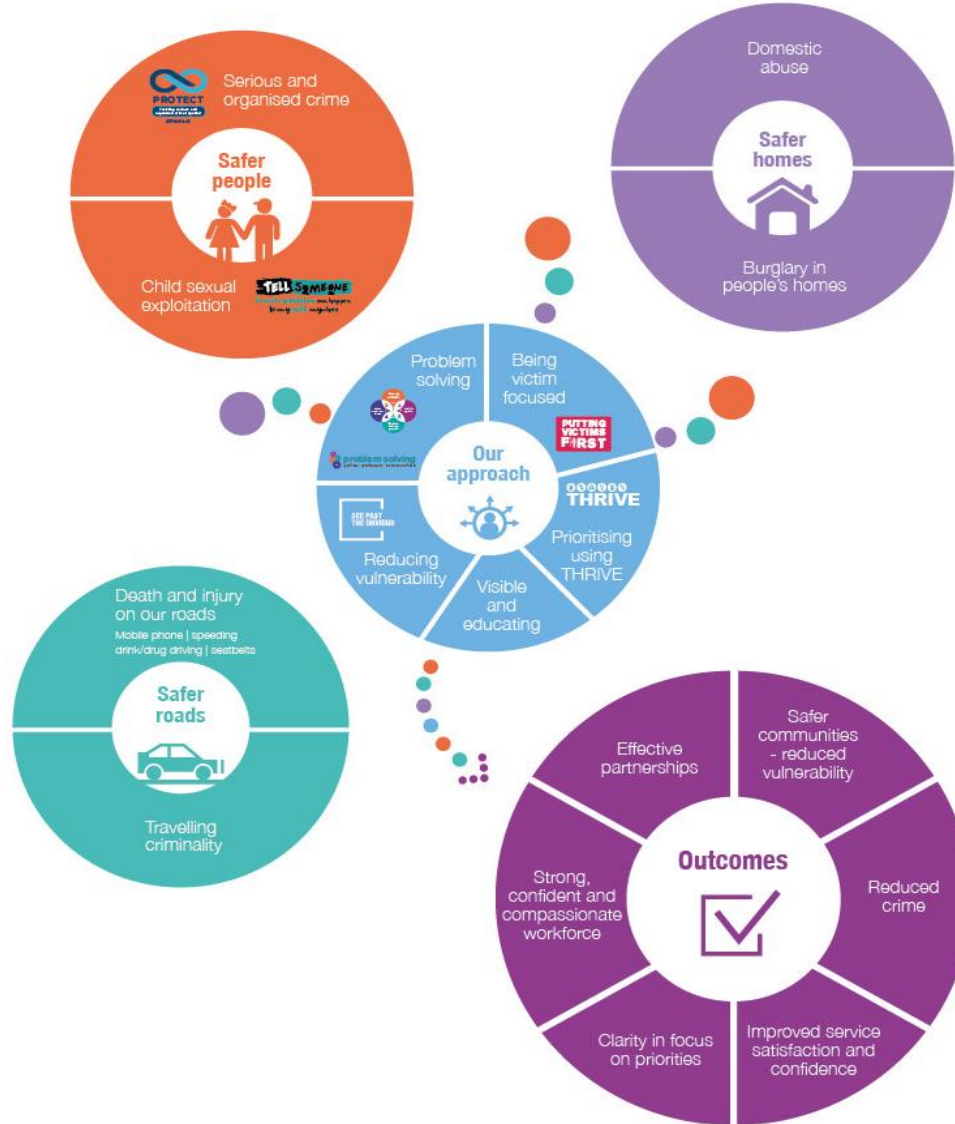 PROTECT
Serious and
organised crime
Safer
people
Child sexual
exploitation
TELL SOMEONE
Domestic
abuse
Safer
homes
Burglary in
people's homes
Problem
solving
problem solving
Being
victim
focused
PUTTING
VICTIMS
FIRST
Our
approach
THRIVE
Prioritising
using
THRIVE
SEE PAST
THE OBVIOUS
Reducing
vulnerability
Visible
and
educating
Death and injury
on our roads
Mobile phone | speeding
drink/drug driving | seatbelts
Safer
roads
Travelling
criminality
Effective
partnerships
Safer
communities
- reduced
vulnerability
Strong,
confident and
compassionate
workforce
Outcomes
Reduced
crime
Clarity in focus
on priorities
Improved service
satisfaction and
confidence